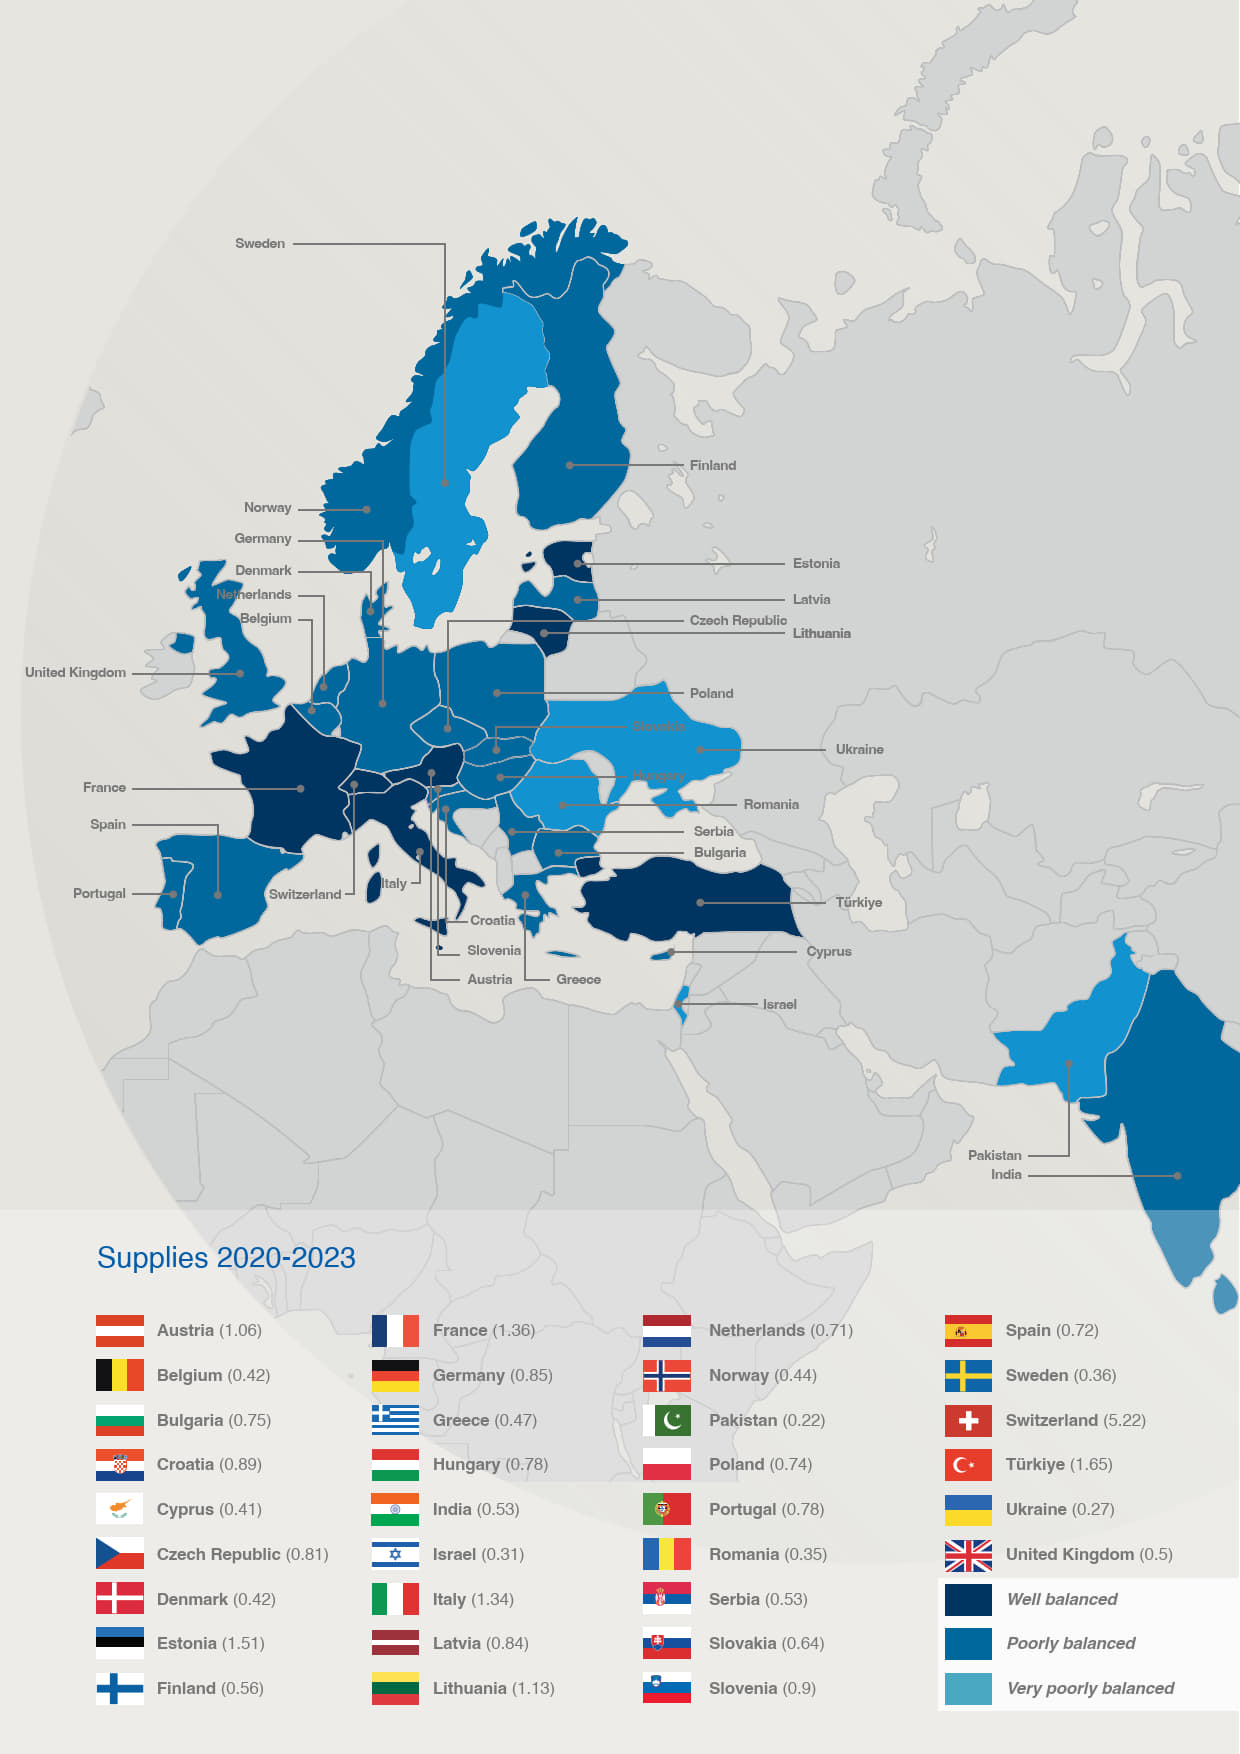 Sweden
Finland
Norway
Germany
Estonia
Denmark
Netherlands
Latvia
Belgium
Czech Republic
Lithuania
United Kingdom
Poland
Slovakia
Ukraine
Hungary
France
Romania
Spain
Serbia
Bulgaria
Italy
Portugal
Switzerland
Türkiye
Croatia
Slovenia
Cyprus
Austria
Greece
Israel
Pakistan
India
Supplies 2020-2023
Austria (1.06)
Belgium (0.42)
Bulgaria (0.75)
Croatia (0.89)
Cyprus (0.41)
Czech Republic (0.81)
Denmark (0.42)
Estonia (1.51)
Finland (0.56)
France (1.36)
Germany (0.85)
Greece (0.47)
Hungary (0.78)
India (0.53)
Israel (0.31)
Italy (1.34)
Latvia (0.84)
Lithuania (1.13)
Netherlands (0.71)
Norway (0.44)
Pakistan (0.22)
Poland (0.74)
Portugal (0.78)
Romania (0.35)
Serbia (0.53)
Slovakia (0.64)
Slovenia (0.9)
Spain (0.72)
Sweden (0.36)
Switzerland (5.22)
Türkiye (1.65)
Ukraine (0.27)
United Kingdom (0.5)
Well balanced
Poorly balanced
Very poorly balanced